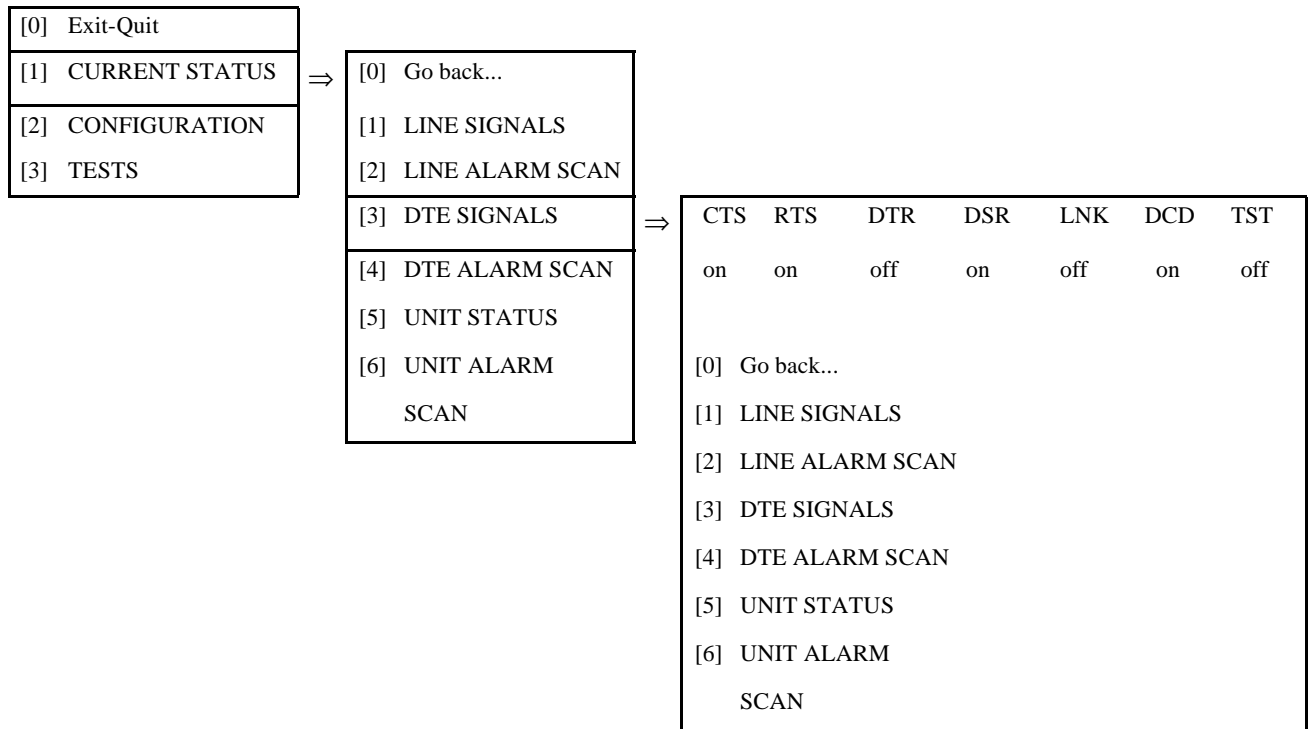 [0] Exit-Quit
[1] CURRENT STATUS ⇒
[2] CONFIGURATION
[3] TESTS
[0] Go back...
[1] LINE SIGNALS
[2] LINE ALARM SCAN
[3] DTE SIGNALS ⇒
[4] DTE ALARM SCAN
[5] UNIT STATUS
[6] UNIT ALARM
SCAN
CTS RTS DTR DSR LNK DCD TST
on on off on off on off
[0] Go back...
[1] LINE SIGNALS
[2] LINE ALARM SCAN
[3] DTE SIGNALS
[4] DTE ALARM SCAN
[5] UNIT STATUS
[6] UNIT ALARM
SCAN